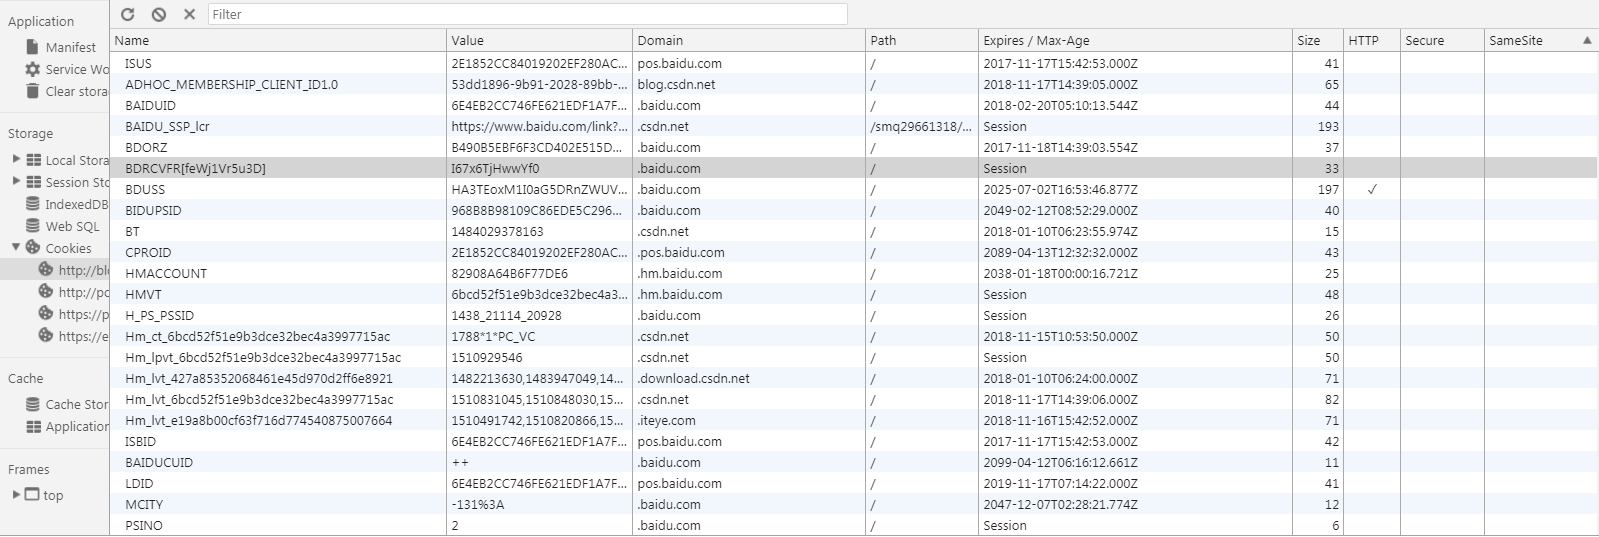 Application
Manifest
Service Wo
Clear stora
Storage
Local Stora
Session Sto
IndexedDB
Web SQL
Cookies
http://blo
http://po
https://p
https://e
Cache
Cache Stor
Application
Frames
top
Filter
Name Value Domain Path Expires / Max-Age Size HTTP Secure SameSite
ISUS 2E1852CC84019202EF280AC... pos.baidu.com / 2017-11-17T15:42:53.000Z 41
ADHOC_MEMBERSHIP_CLIENT_ID1.0 53dd1896-9b91-2028-89bb-... blog.csdn.net / 2018-11-17T14:39:05.000Z 65
BAIDUID 6E4EB2CC746FE621EDF1A7F... .baidu.com / 2018-02-20T05:10:13.544Z 44
BAIDU_SSP_lcr https://www.baidu.com/link?... .csdn.net /smq29661318/... Session 193
BDORZ B490B5EBF6F3CD402E515D... .baidu.com / 2017-11-18T14:39:03.554Z 37
BDRCVFR[feWj1Vr5u3D] I67x6TjHwwYf0 .baidu.com / Session 33
BDUSS HA3TEoxM1I0aG5DRnZWUV... .baidu.com / 2025-07-02T16:53:46.877Z 197 ✓
BIDUPSID 968B8B98109C86EDE5C296... .baidu.com / 2049-02-12T08:52:29.000Z 40
BT 1484029378163 .csdn.net / 2018-01-10T06:23:55.974Z 15
CPROID 2E1852CC84019202EF280AC... .pos.baidu.com / 2089-04-13T12:32:32.000Z 43
HMACCOUNT 82908A64B6F77DE6 .hm.baidu.com / 2038-01-18T00:00:16.721Z 25
HMVT 6bcd52f51e9b3dce32bec4a3... .hm.baidu.com / Session 48
H_PS_PSSID 1438_21114_20928 .baidu.com / Session 26
Hm_ct_6bcd52f51e9b3dce32bec4a3997715ac 1788*1*PC_VC .csdn.net / 2018-11-15T10:53:50.000Z 50
Hm_lpvt_6bcd52f51e9b3dce32bec4a3997715ac 1510929546 .csdn.net / Session 50
Hm_lvt_427a85352068461e45d970d2ff6e8921 1482213630,1483947049,14... .download.csdn.net / 2018-01-10T06:24:00.000Z 71
Hm_lvt_6bcd52f51e9b3dce32bec4a3997715ac 1510831045,1510848030,15... .csdn.net / 2018-11-17T14:39:06.000Z 82
Hm_lvt_e19a8b00cf63f716d774540875007664 1510491742,1510820866,15... .iteye.com / 2018-11-16T15:42:52.000Z 71
ISBID 6E4EB2CC746FE621EDF1A7F... pos.baidu.com / 2017-11-17T15:42:53.000Z 42
BAIDUCUID ++ .baidu.com / 2099-04-12T06:16:12.661Z 11
LDID 6E4EB2CC746FE621EDF1A7F... pos.baidu.com / 2019-11-17T07:14:22.000Z 41
MCITY -131%3A .baidu.com / 2047-12-07T02:28:21.774Z 12
PSINO 2 .baidu.com / Session 6